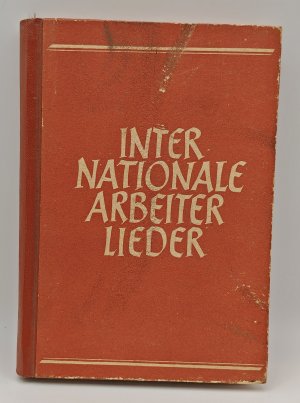 INTER
NATIONALE
ARBEITER
LIEDER